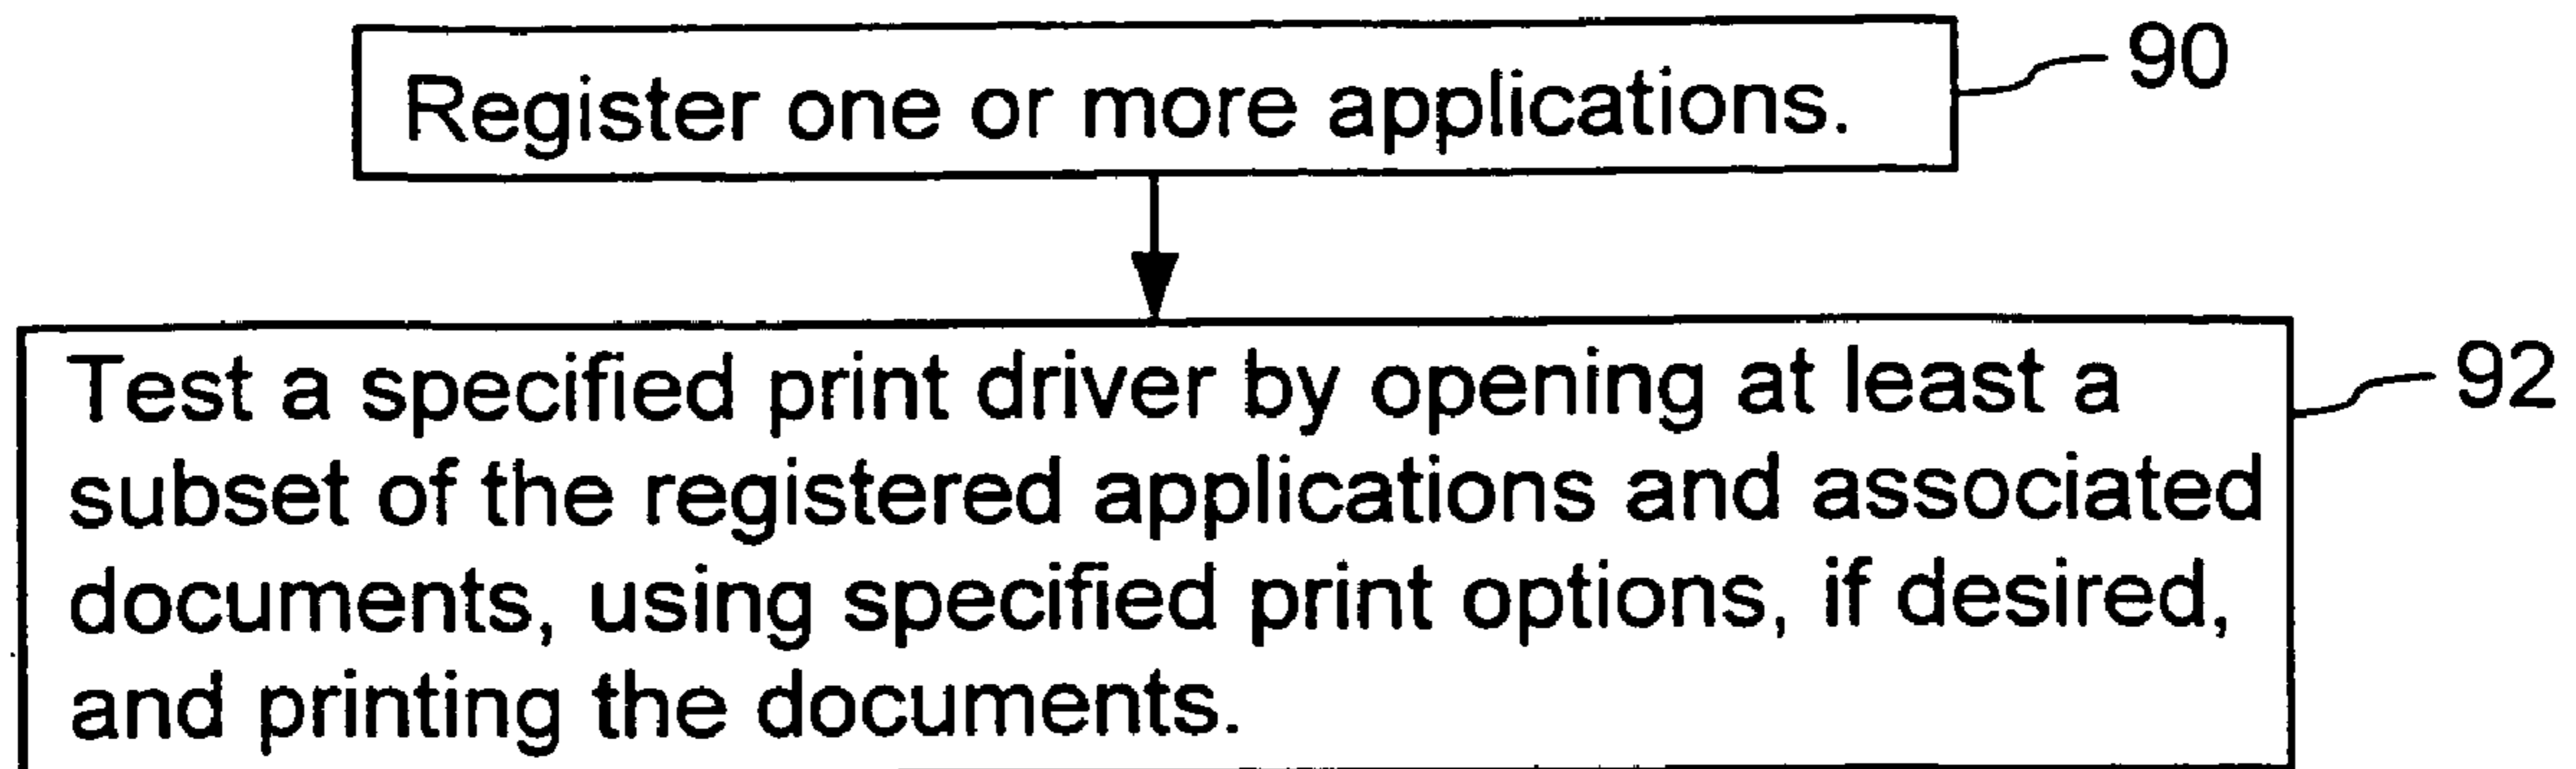 Register one or more applications.
90
Test a specified print driver by opening at least a
subset of the registered applications and associated
documents, using specified print options, if desired,
and printing the documents.
92